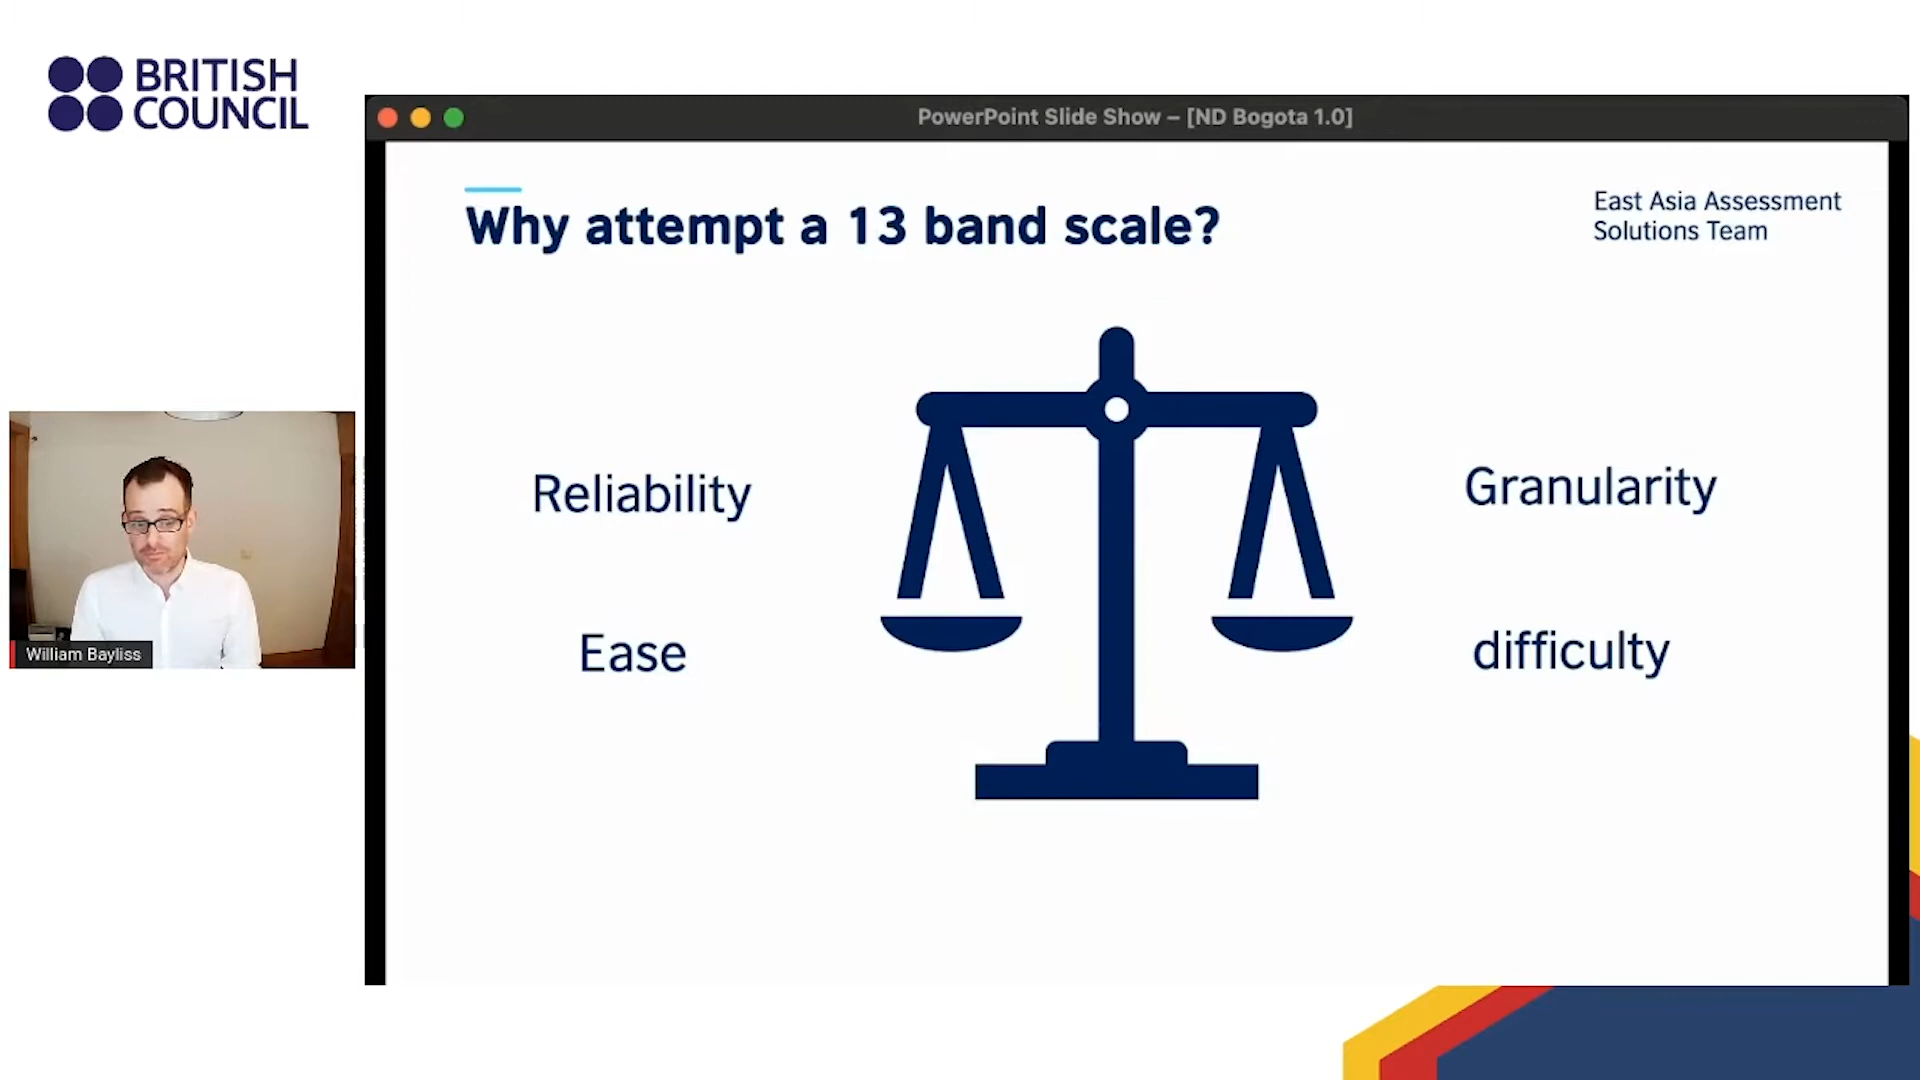 BRITISH
COUNCIL
PowerPoint Slide Show – [ND Bogota 1.0]
Why attempt a 13 band scale?
East Asia Assessment
Solutions Team
Reliability
Granularity
Ease
difficulty
William Bayliss